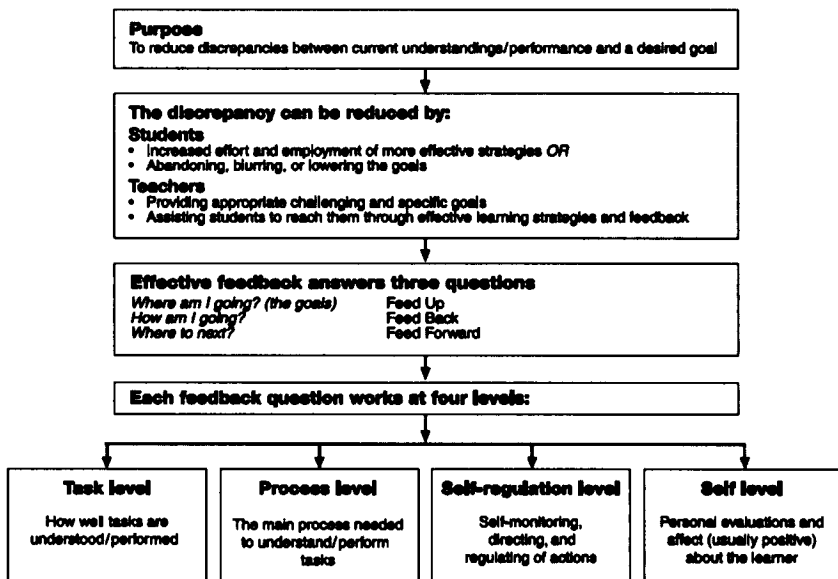 Purpose
To reduce discrepancies between current understandings/performance and a desired goal
The discrepancy can be reduced by:
Students
• Increased effort and employment of more effective strategies OR
• Abandoning, blurring, or lowering the goals
Teachers
• Providing appropriate challenging and specific goals
• Assisting students to reach them through effective learning strategies and feedback
Effective feedback answers three questions
Where am I going? (the goals) Feed Up
How am I going? Feed Back
Where to next? Feed Forward
Each feedback question works at four levels:
Task level
How well tasks are
understood/performed
Process level
The main process needed
to understand/perform
tasks
Self-regulation level
Self-monitoring,
directing, and
regulating of actions
Self level
Personal evaluations and
affect (usually positive)
about the learner